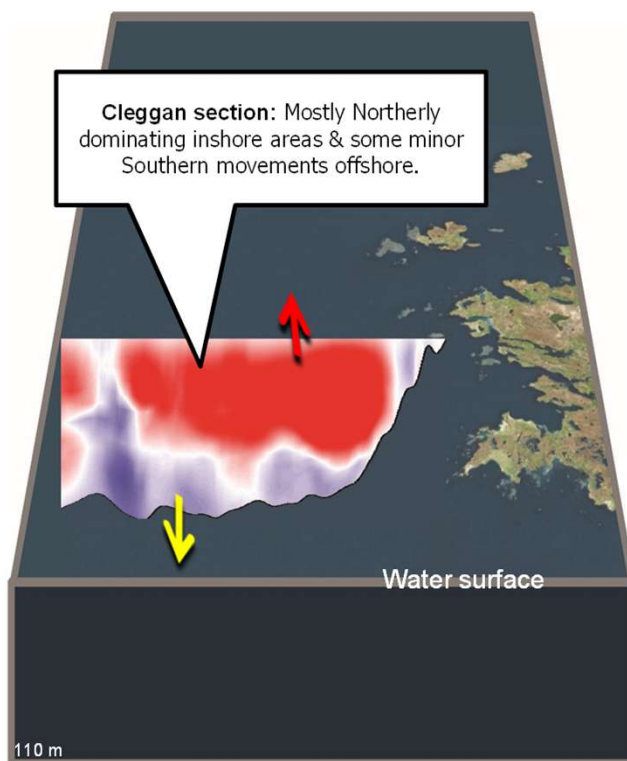 Cleggan section: Mostly Northerly
dominating inshore areas & some minor
Southern movements offshore.
Water surface
110 m